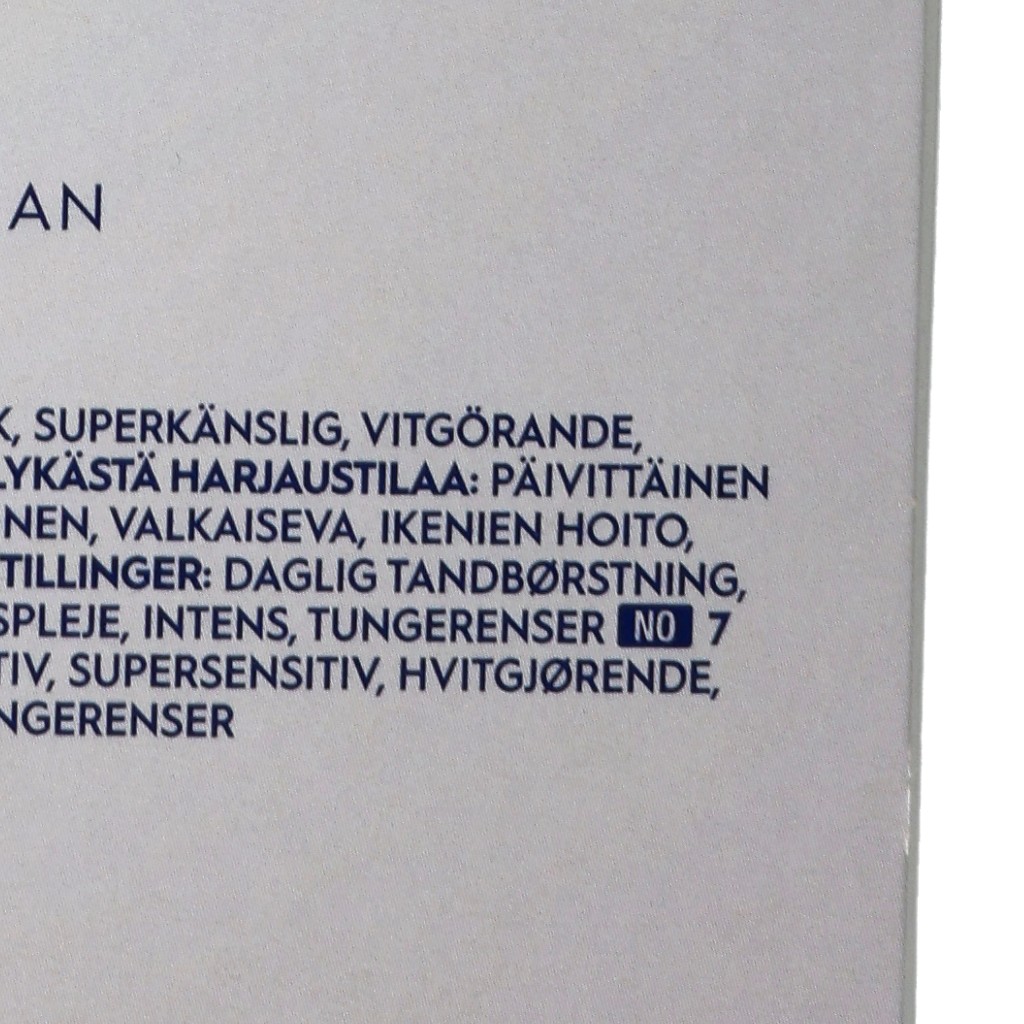 AN
K, SUPERKÄNSLIG, VITGÖRANDE,
LYKÄSTÄ HARJAUSTILAA: PÄIVITTÄINEN
NEN, VALKAISEVA, IKENIEN HOITO,
TILLINGER: DAGLIG TANDBØRSTNING,
SPLEJE, INTENS, TUNGERENSER NO 7
TIV, SUPERSENSITIV, HVITGJØRENDE,
NGERENSER